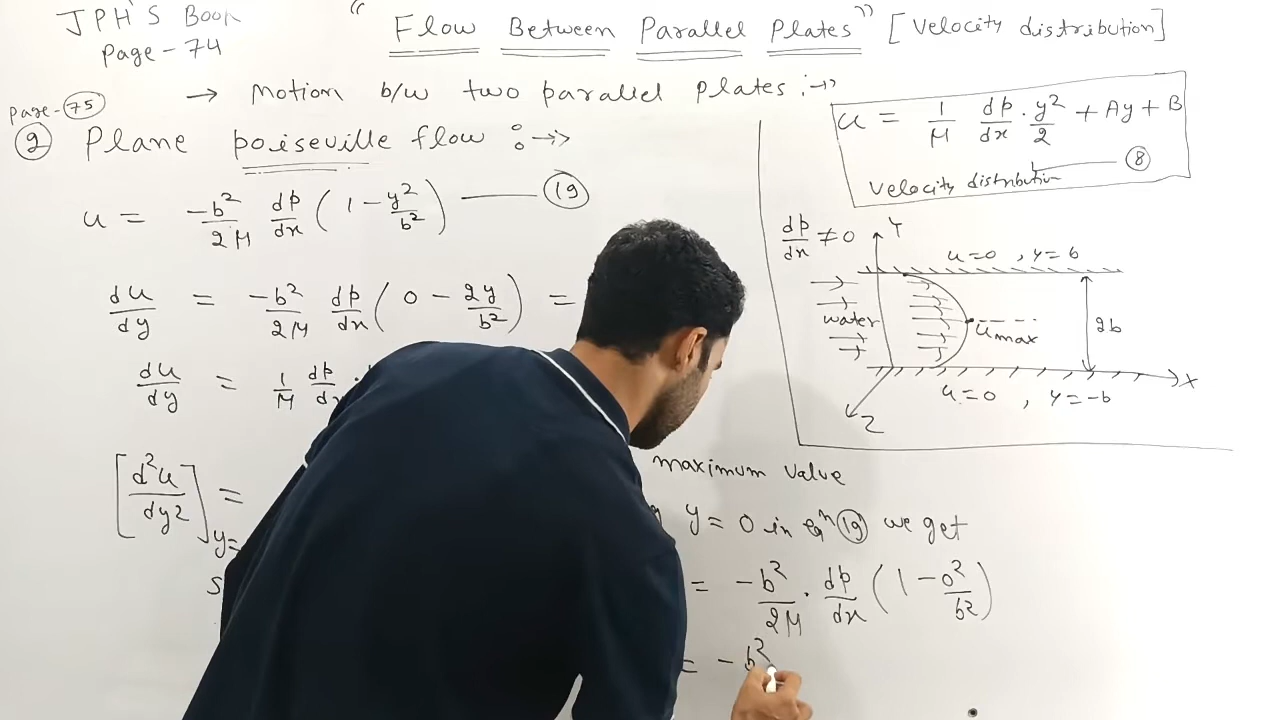 JPH'S Book
Page - 74
" Flow Between Parallel Plates " [Velocity distribution]
→ Motion b/w two parallel plates :→
Page - 75
2 Plane poiseville flow :→
u = -b²/2μ dp/dx (1 - y²/b²) —— 19
du/dy = -b²/2μ dp/dx (0 - 2y/b²) =
du/dy = 1/μ dp/dx .
[d²u/dy2]y= =
u = 1/μ dp/dx . y²/2 + Ay + B
8
Velocity distribution
dp/dx ≠ 0
Y
u=0 , y=b
water
umax
2b
X
u=0 , y=-b
Z
maximum value
y = 0 in eqⁿ 19 we get
= -b²/2μ . dp/dx (1 - 0²/b²)
= - b²